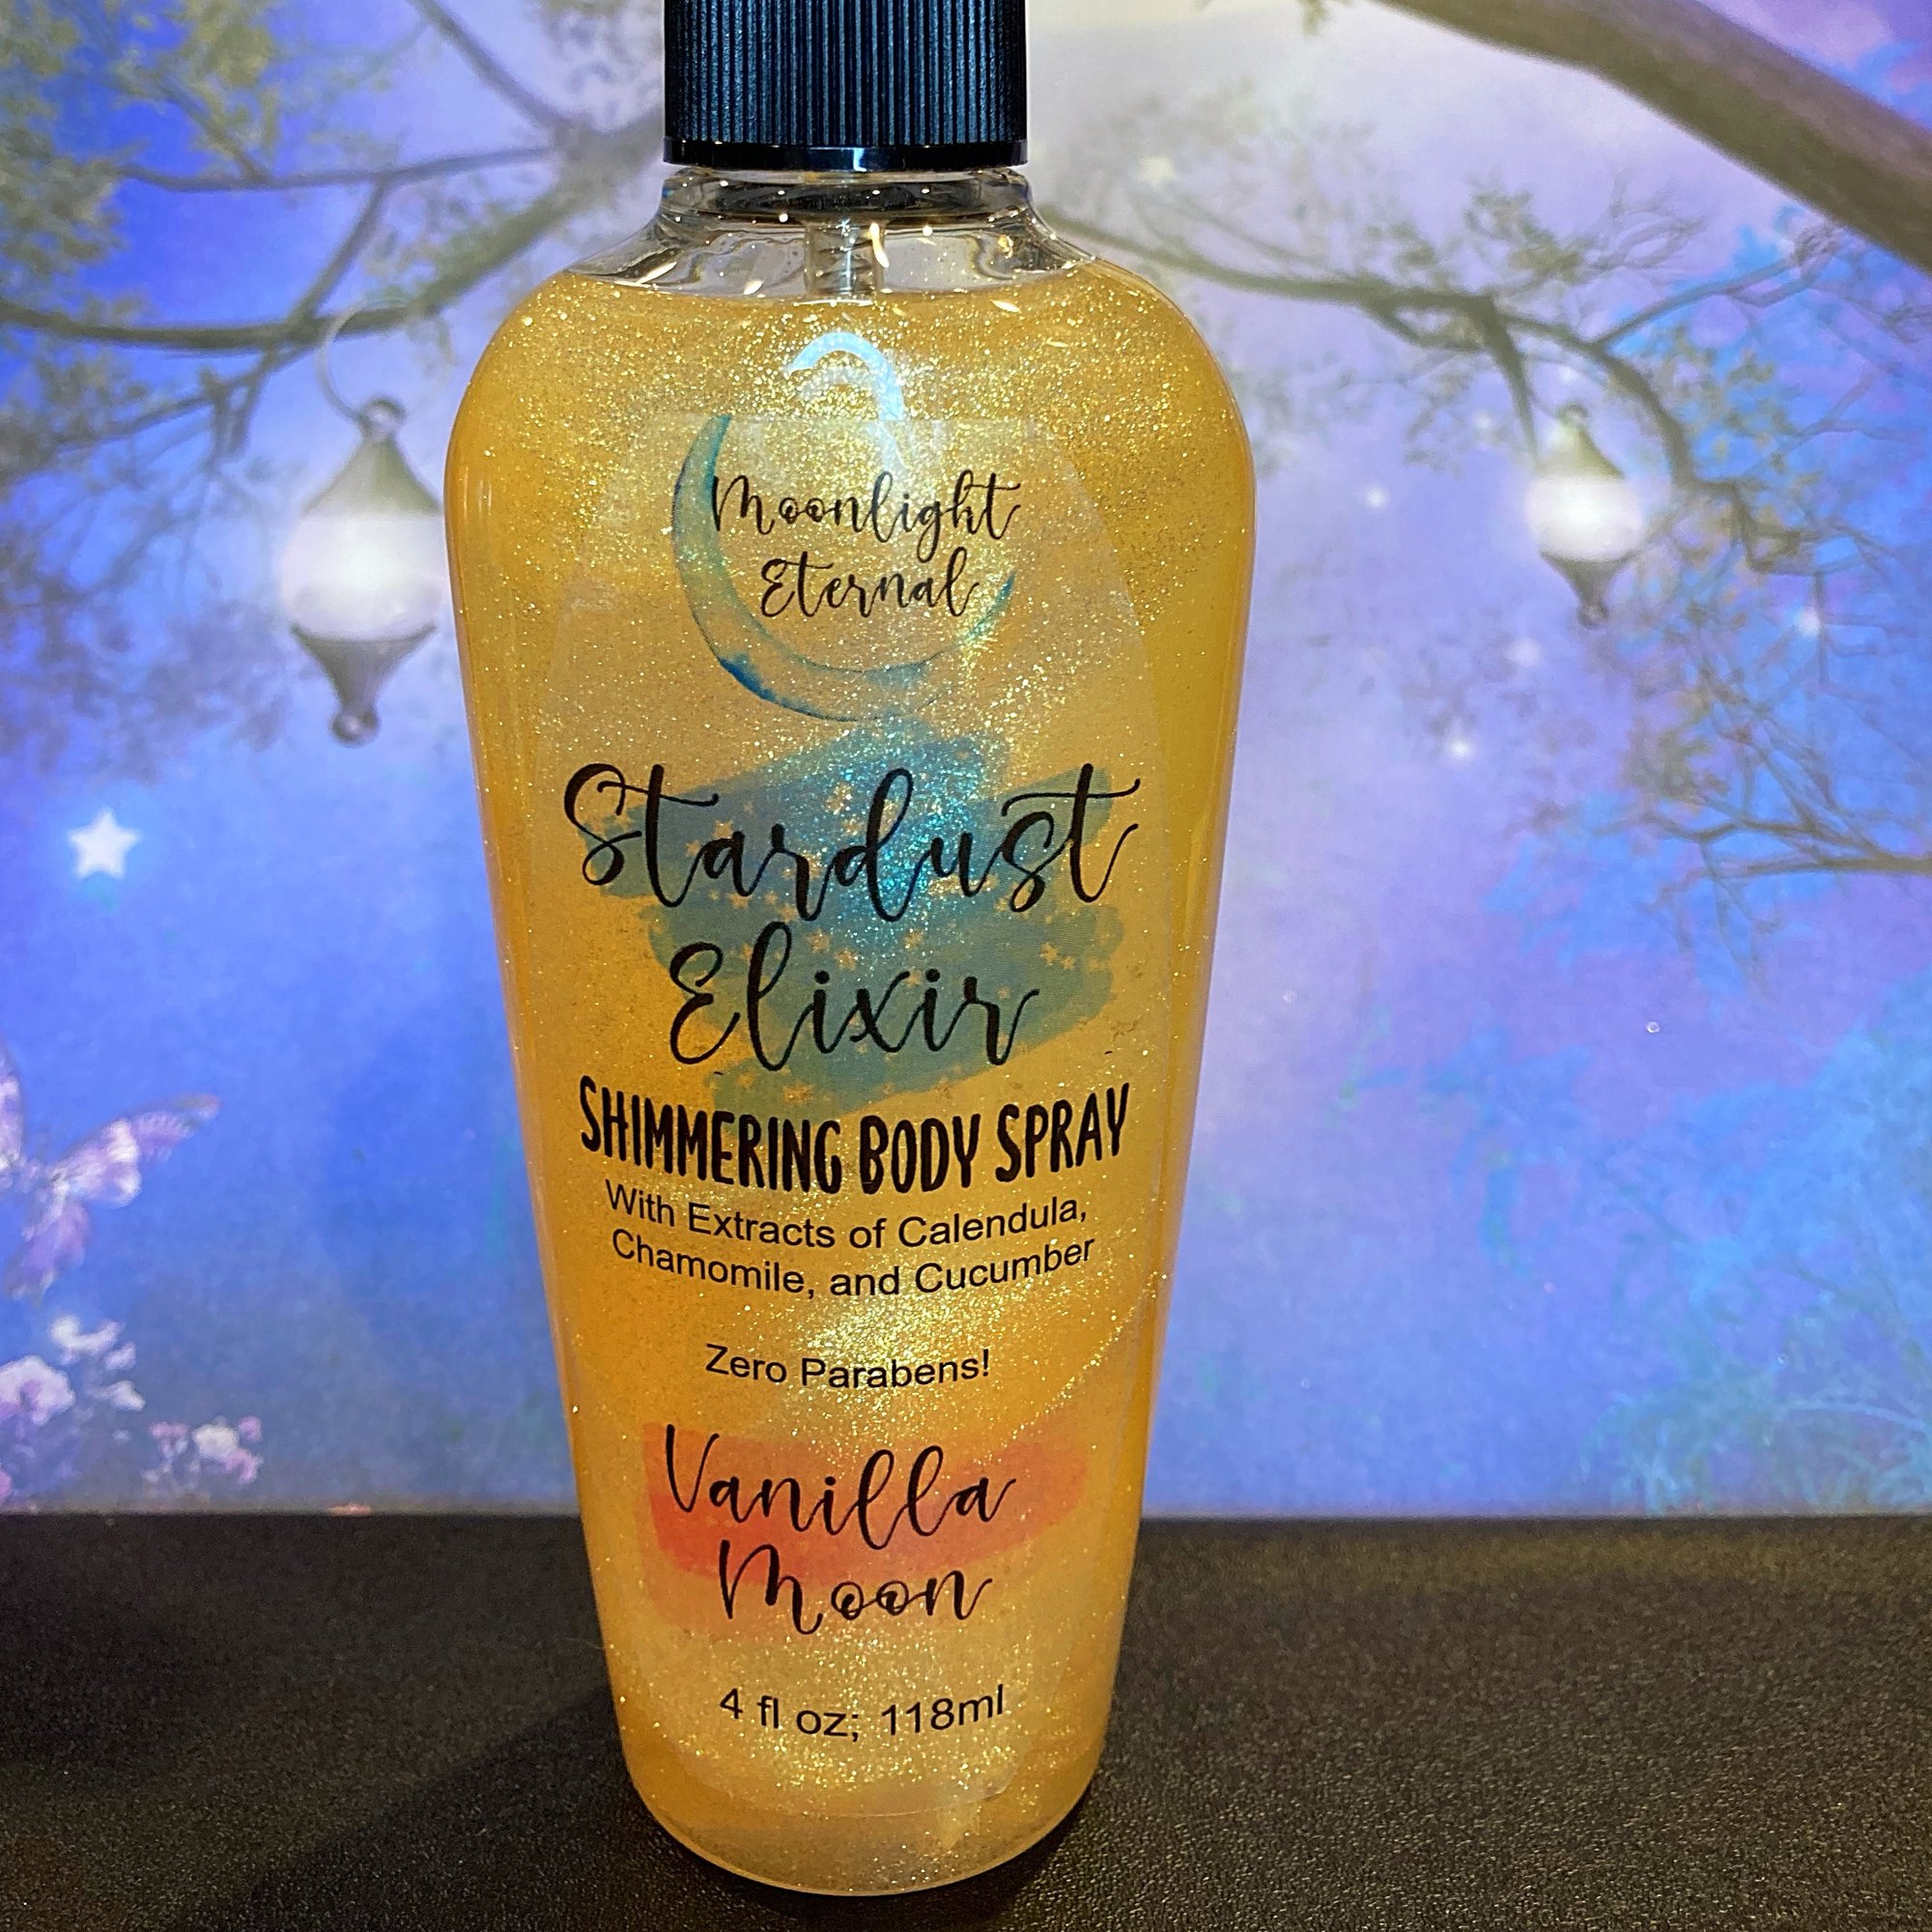 Moonlight
Eternal
Stardust
Elixir
SHIMMERING BODY SPRAY
With Extracts of Calendula,
Chamomile, and Cucumber
Zero Parabens!
Vanilla
Moon
4 fl oz; 118ml